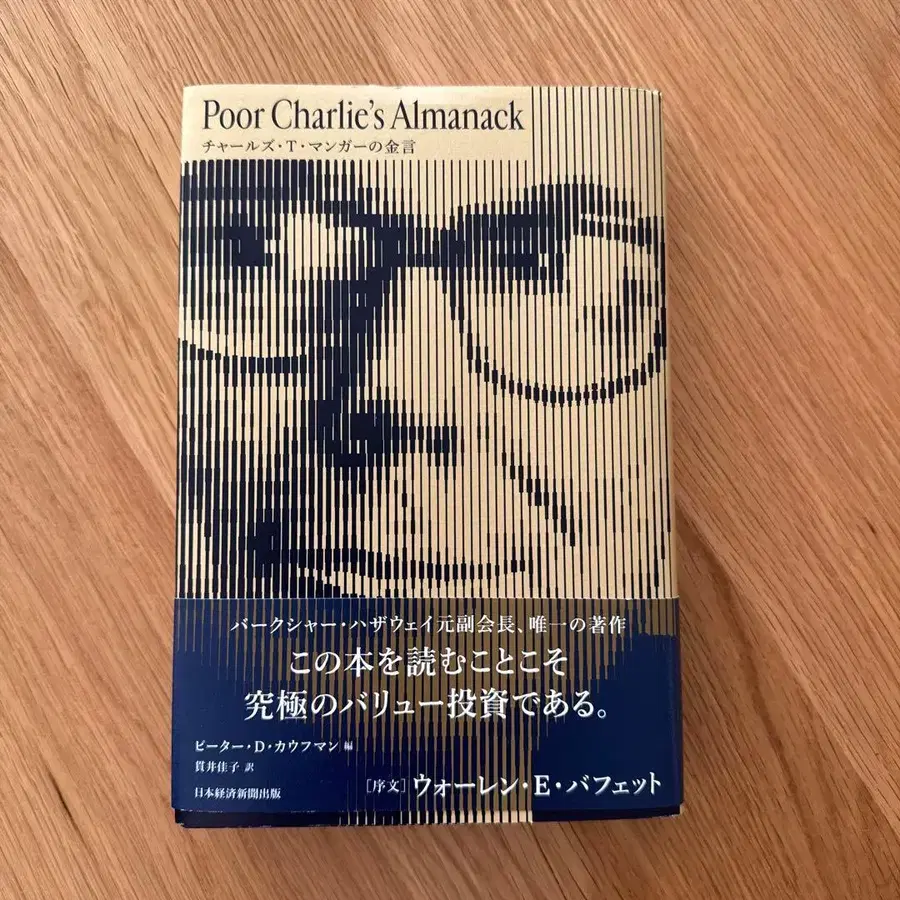 Poor Charlie's Almanack
チャールズ・T・マンガーの金言
バークシャー・ハザウェイ元副会長、唯一の著作
この本を読むことこそ
究極のバリュー投資である。
ピーター・D・カウフマン 編
貫井佳子 訳
日本経済新聞出版
［序文］ウォーレン・E・バフェット